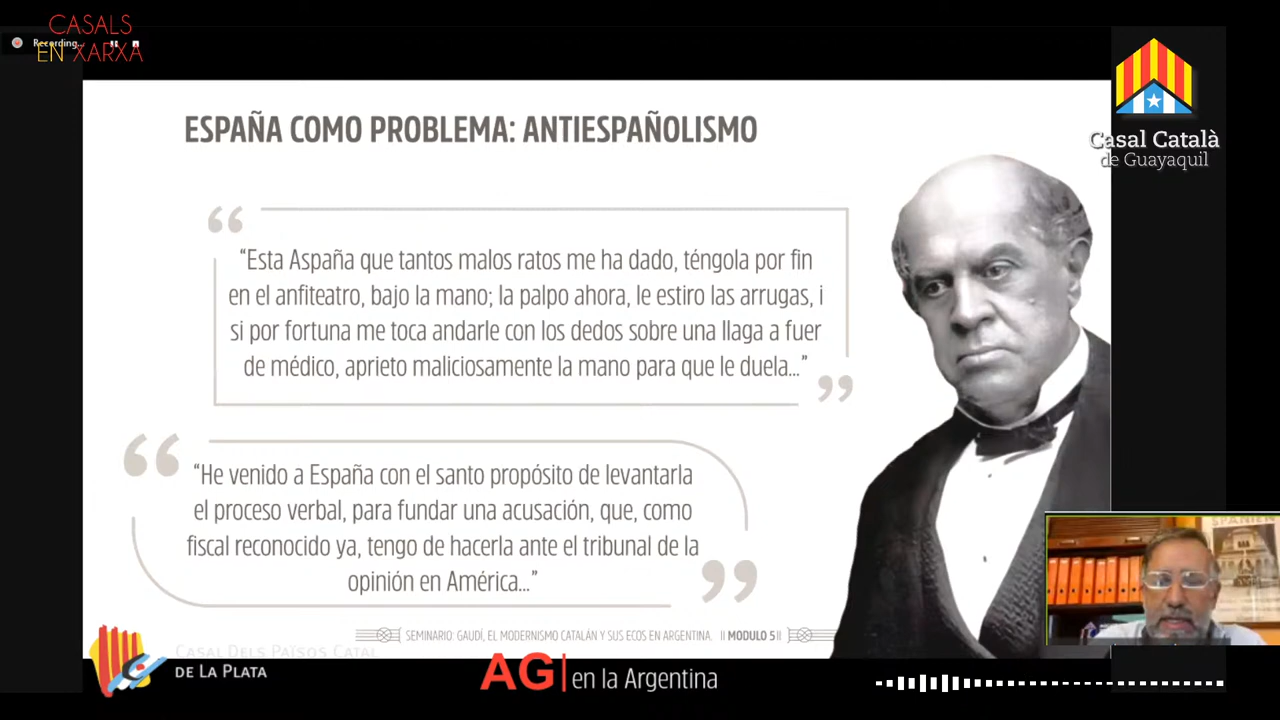 CASALS
EN XARXA
Recording...
Casal Català
de Guayaquil
ESPAÑA COMO PROBLEMA: ANTIESPAÑOLISMO
“Esta Aspaña que tantos malos ratos me ha dado, téngola por fin
en el anfiteatro, bajo la mano; la palpo ahora, le estiro las arrugas, i
si por fortuna me toca andarle con los dedos sobre una llaga a fuer
de médico, aprieto maliciosamente la mano para que le duela...”
“He venido a España con el santo propósito de levantarla
el proceso verbal, para fundar una acusación, que, como
fiscal reconocido ya, tengo de hacerla ante el tribunal de la
opinión en América...”
SPANIEN
SEMINARIO: GAUDÍ, EL MODERNISMO CATALÁN Y SUS ECOS EN ARGENTINA. || MODULO 5 ||
CASAL DELS PAÏSOS CATAL
DE LA PLATA
AG| en la Argentina